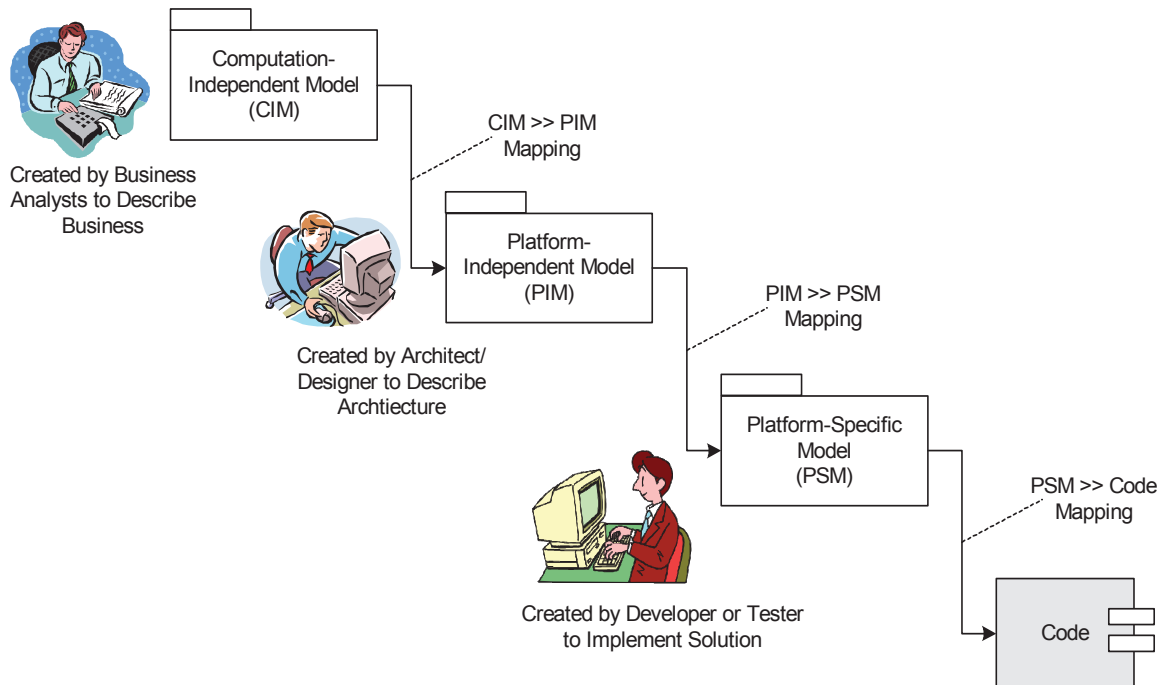 Computation-
Independent Model
(CIM)
CIM >> PIM
Mapping
Created by Business
Analysts to Describe
Business
Platform-
Independent Model
(PIM)
PIM >> PSM
Mapping
Created by Architect/
Designer to Describe
Archtiecture
Platform-Specific
Model
(PSM)
PSM >> Code
Mapping
Created by Developer or Tester
to Implement Solution
Code